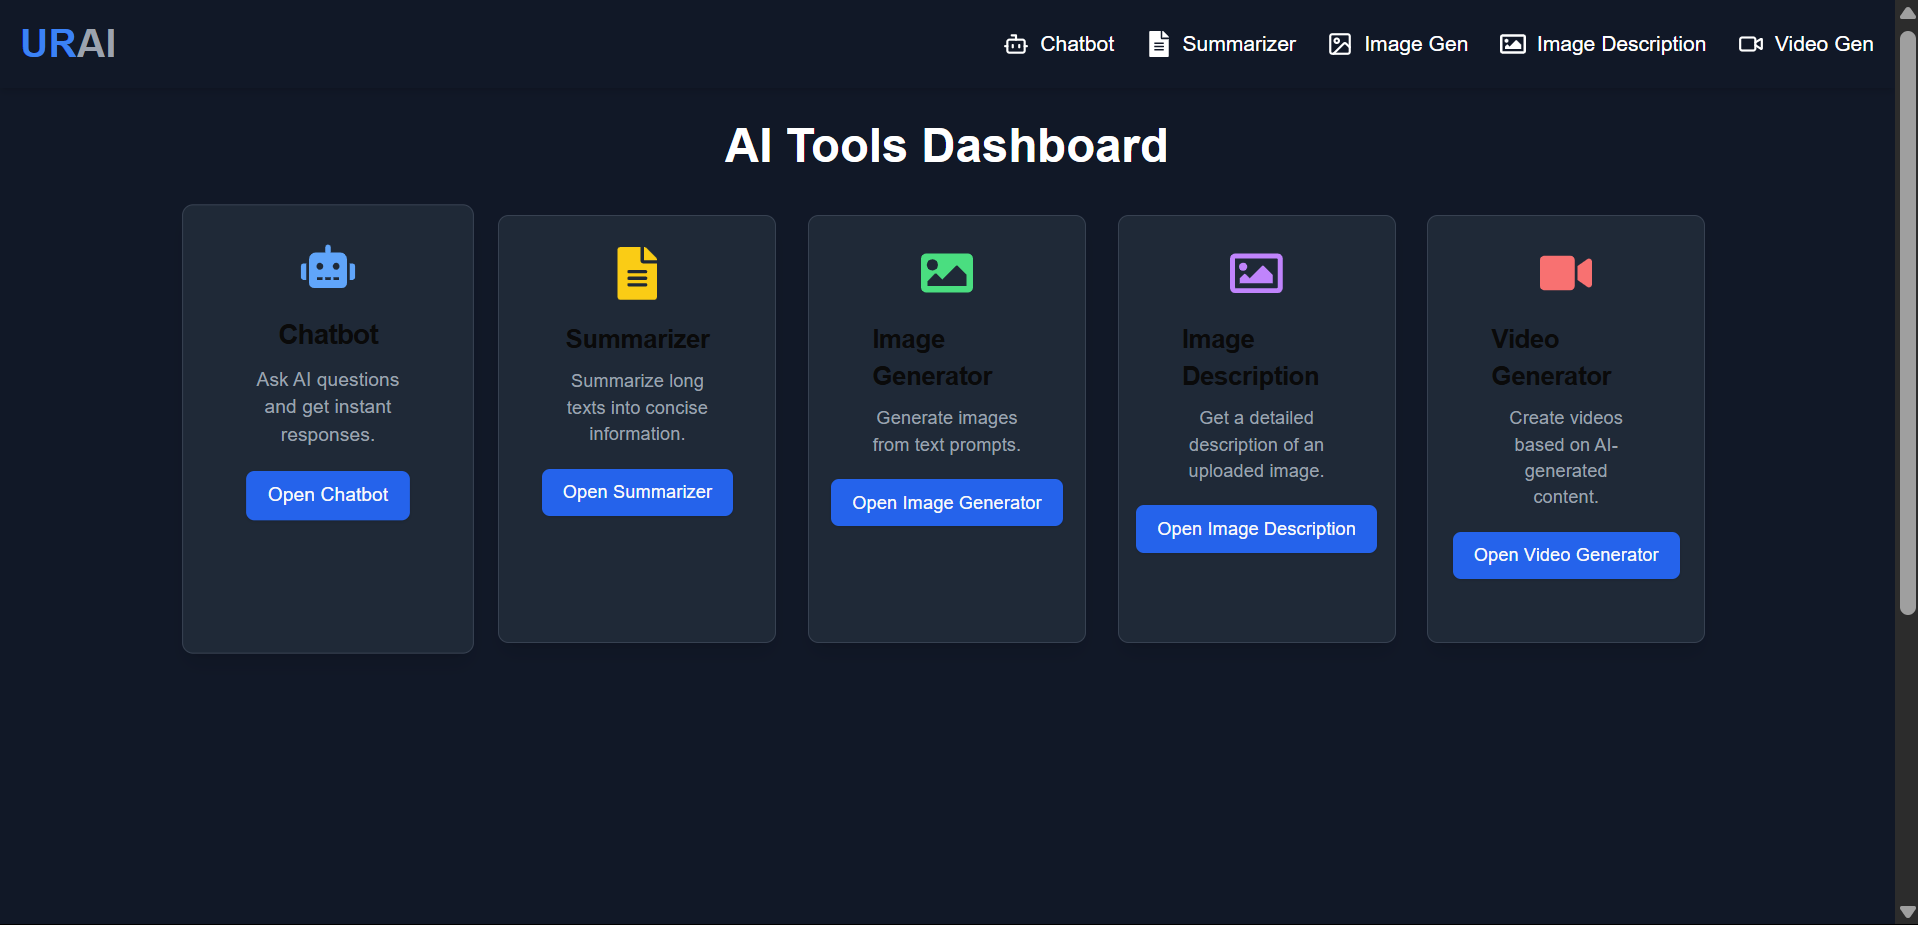 URAI
Chatbot
Summarizer
Image Gen
Image Description
Video Gen
AI Tools Dashboard
Chatbot
Ask AI questions
and get instant
responses.
Open Chatbot
Summarizer
Summarize long
texts into concise
information.
Open Summarizer
Image
Generator
Generate images
from text prompts.
Open Image Generator
Image
Description
Get a detailed
description of an
uploaded image.
Open Image Description
Video
Generator
Create videos
based on AI-
generated
content.
Open Video Generator